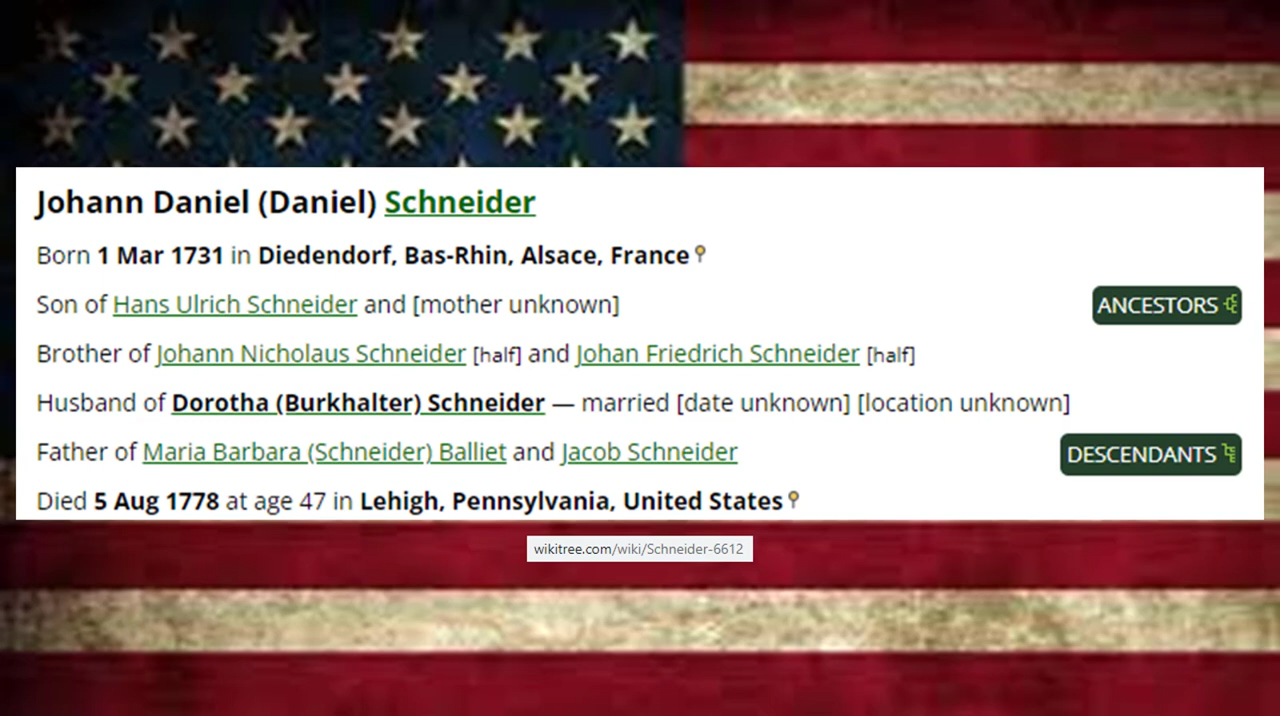 Johann Daniel (Daniel) Schneider
Born 1 Mar 1731 in Diedendorf, Bas-Rhin, Alsace, France
Son of Hans Ulrich Schneider and [mother unknown]
ANCESTORS
Brother of Johann Nicholaus Schneider [half] and Johan Friedrich Schneider [half]
Husband of Dorotha (Burkhalter) Schneider — married [date unknown] [location unknown]
Father of Maria Barbara (Schneider) Balliet and Jacob Schneider
DESCENDANTS
Died 5 Aug 1778 at age 47 in Lehigh, Pennsylvania, United States
wikitree.com/wiki/Schneider-6612